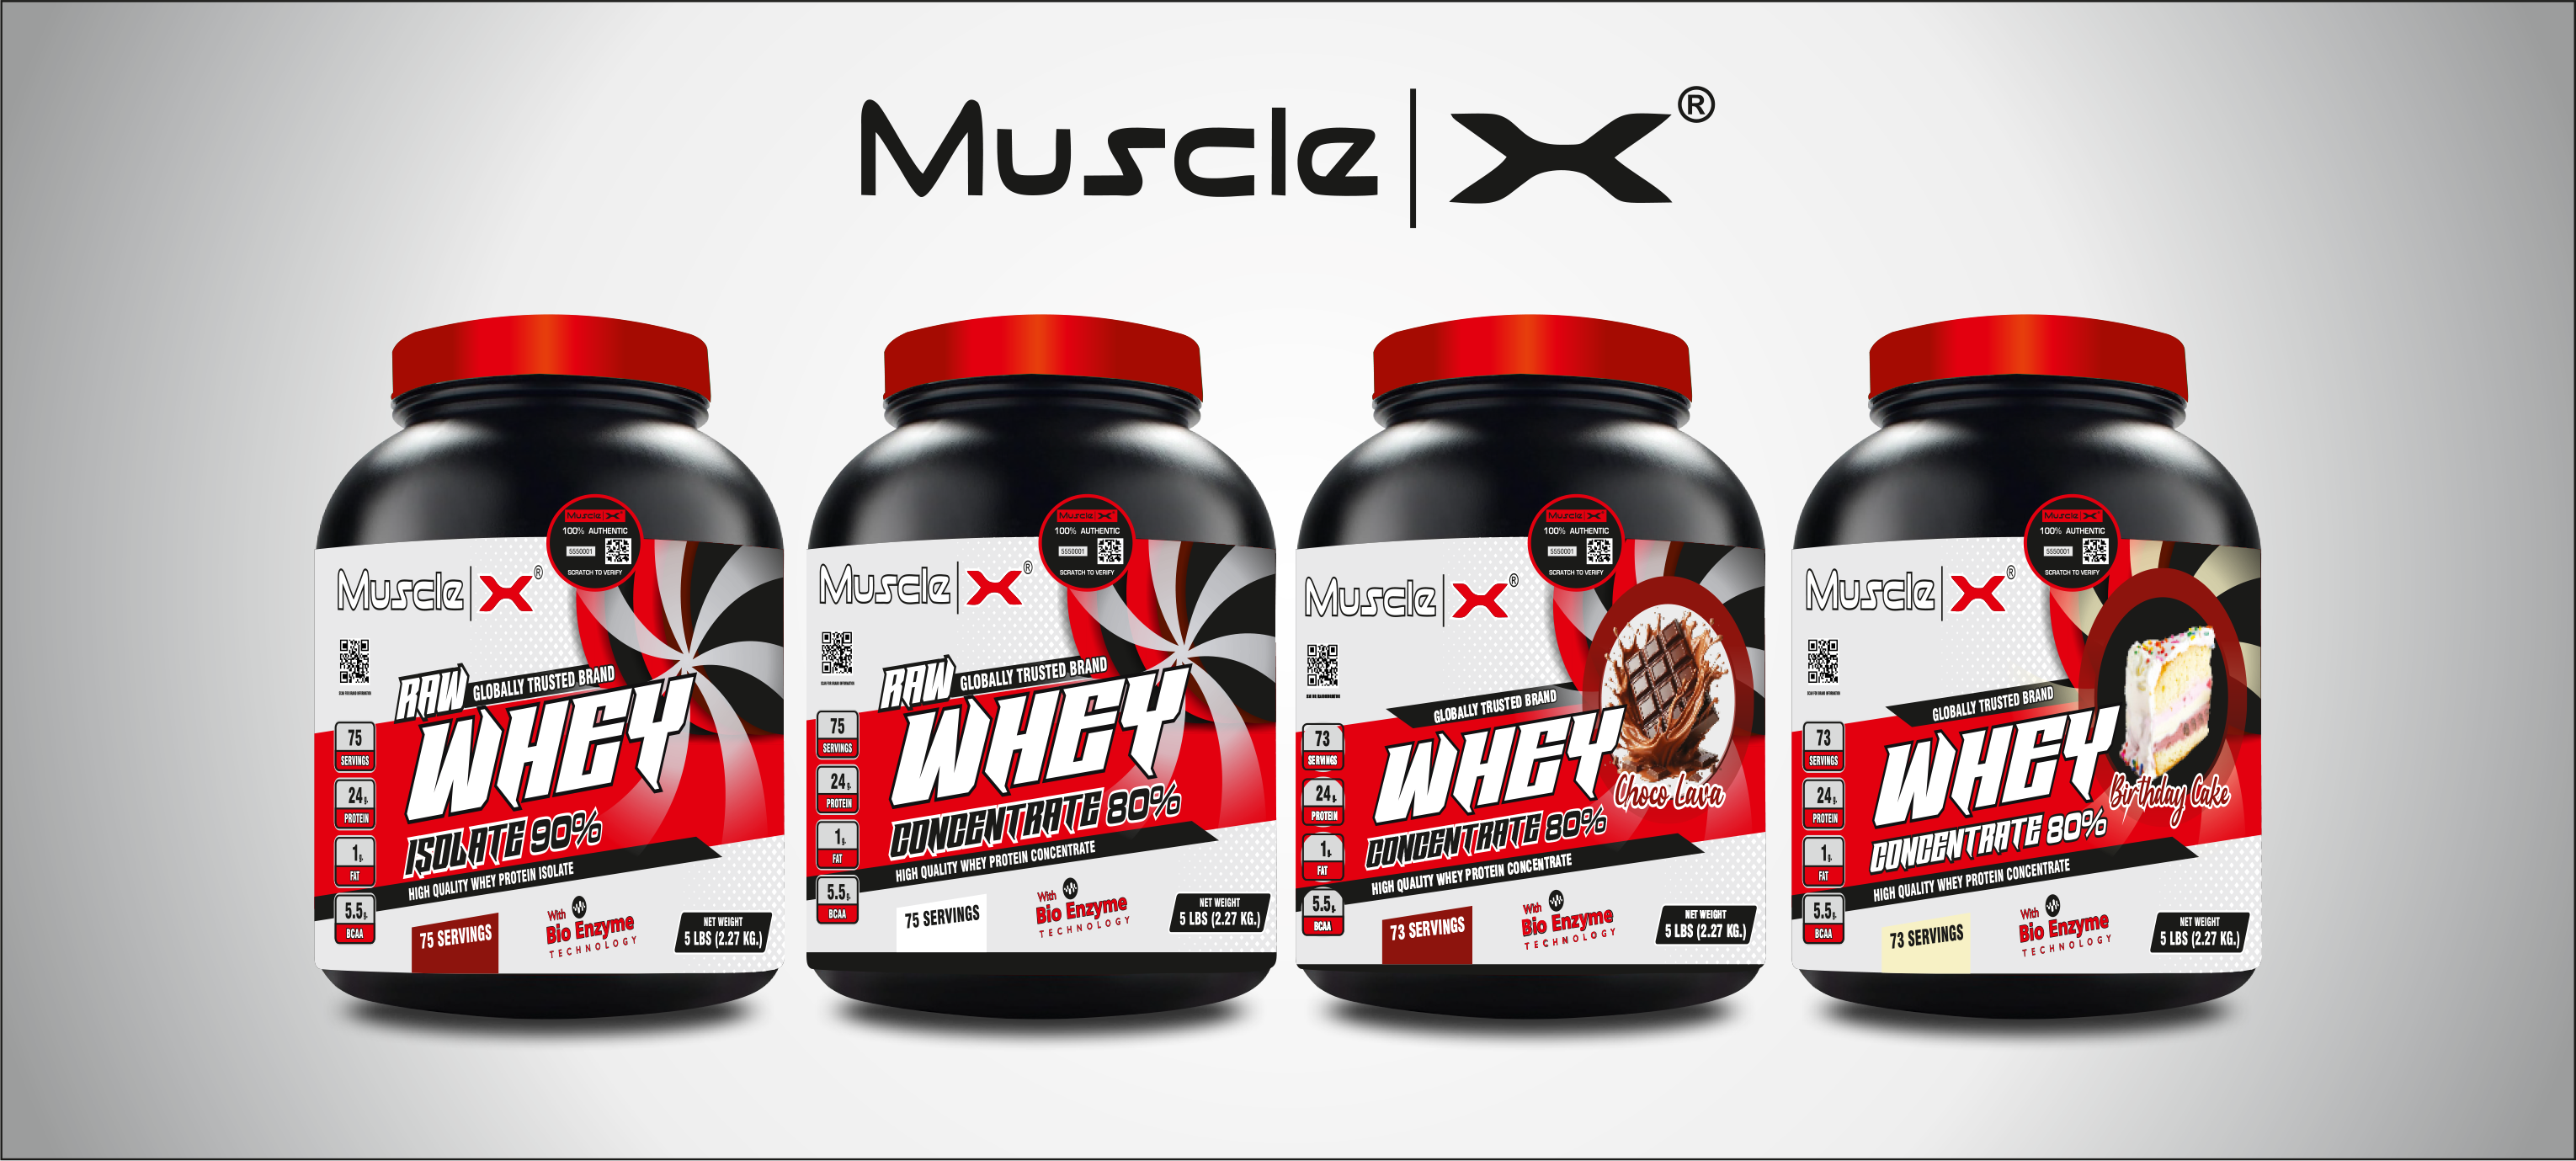 Muscle|X®
Muscle|X
100% AUTHENTIC
5550001
SCRATCH TO VERIFY
Muscle|X®
RAW
GLOBALLY TRUSTED BRAND
WHEY
ISOLATE 90%
HIGH QUALITY WHEY PROTEIN ISOLATE
75
SERVINGS
24g.
PROTEIN
1g.
FAT
5.5g.
BCAA
75 SERVINGS
With
Bio Enzyme
TECHNOLOGY
NET WEIGHT
5 LBS (2.27 KG.)
Muscle|X
100% AUTHENTIC
5550001
SCRATCH TO VERIFY
Muscle|X®
RAW
GLOBALLY TRUSTED BRAND
WHEY
CONCENTRATE 80%
HIGH QUALITY WHEY PROTEIN CONCENTRATE
75
SERVINGS
24g.
PROTEIN
1g.
FAT
5.5g.
BCAA
75 SERVINGS
With
Bio Enzyme
TECHNOLOGY
NET WEIGHT
5 LBS (2.27 KG.)
Muscle|X
100% AUTHENTIC
5550001
SCRATCH TO VERIFY
Muscle|X®
GLOBALLY TRUSTED BRAND
WHEY
Choco Lava
CONCENTRATE 80%
HIGH QUALITY WHEY PROTEIN CONCENTRATE
73
SERVINGS
24g.
PROTEIN
1g.
FAT
5.5g.
BCAA
73 SERVINGS
With
Bio Enzyme
TECHNOLOGY
NET WEIGHT
5 LBS (2.27 KG.)
Muscle|X
100% AUTHENTIC
5550001
SCRATCH TO VERIFY
Muscle|X®
GLOBALLY TRUSTED BRAND
WHEY
Birthday Cake
CONCENTRATE 80%
HIGH QUALITY WHEY PROTEIN CONCENTRATE
73
SERVINGS
24g.
PROTEIN
1g.
FAT
5.5g.
BCAA
73 SERVINGS
With
Bio Enzyme
TECHNOLOGY
NET WEIGHT
5 LBS (2.27 KG.)